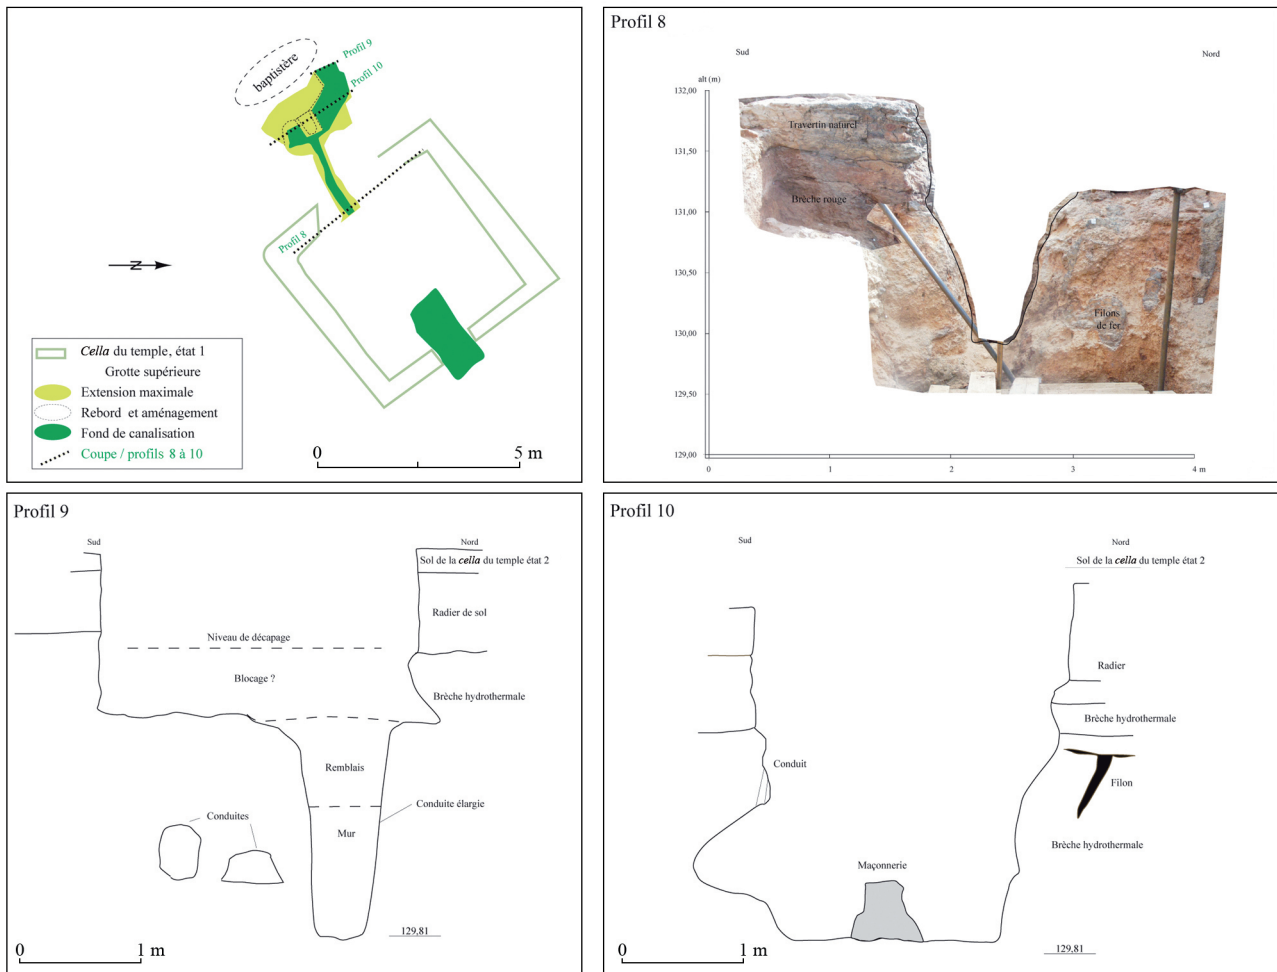 baptistère
Profil 9
Profil 10
Profil 8
N
Cella du temple, état 1
Grotte supérieure
Extension maximale
Rebord et aménagement
Fond de canalisation
Coupe / profils 8 à 10
0 5 m
Profil 8
Sud Nord
alt (m)
132,00
Travertin naturel
131,50
Brèche rouge
131,00
130,50
Filons
de fer
130,00
129,50
129,00
0 1 2 3 4 m
Profil 9
Sud Nord
Sol de la cella du temple état 2
Radier de sol
Niveau de décapage
Blocage ?
Brèche hydrothermale
Remblais
Conduite élargie
Conduites
Mur
129,81
0 1 m
Profil 10
Sud Nord
Sol de la cella du temple état 2
Radier
Brèche hydrothermale
Conduit
Filon
Brèche hydrothermale
Maçonnerie
129,81
0 1 m